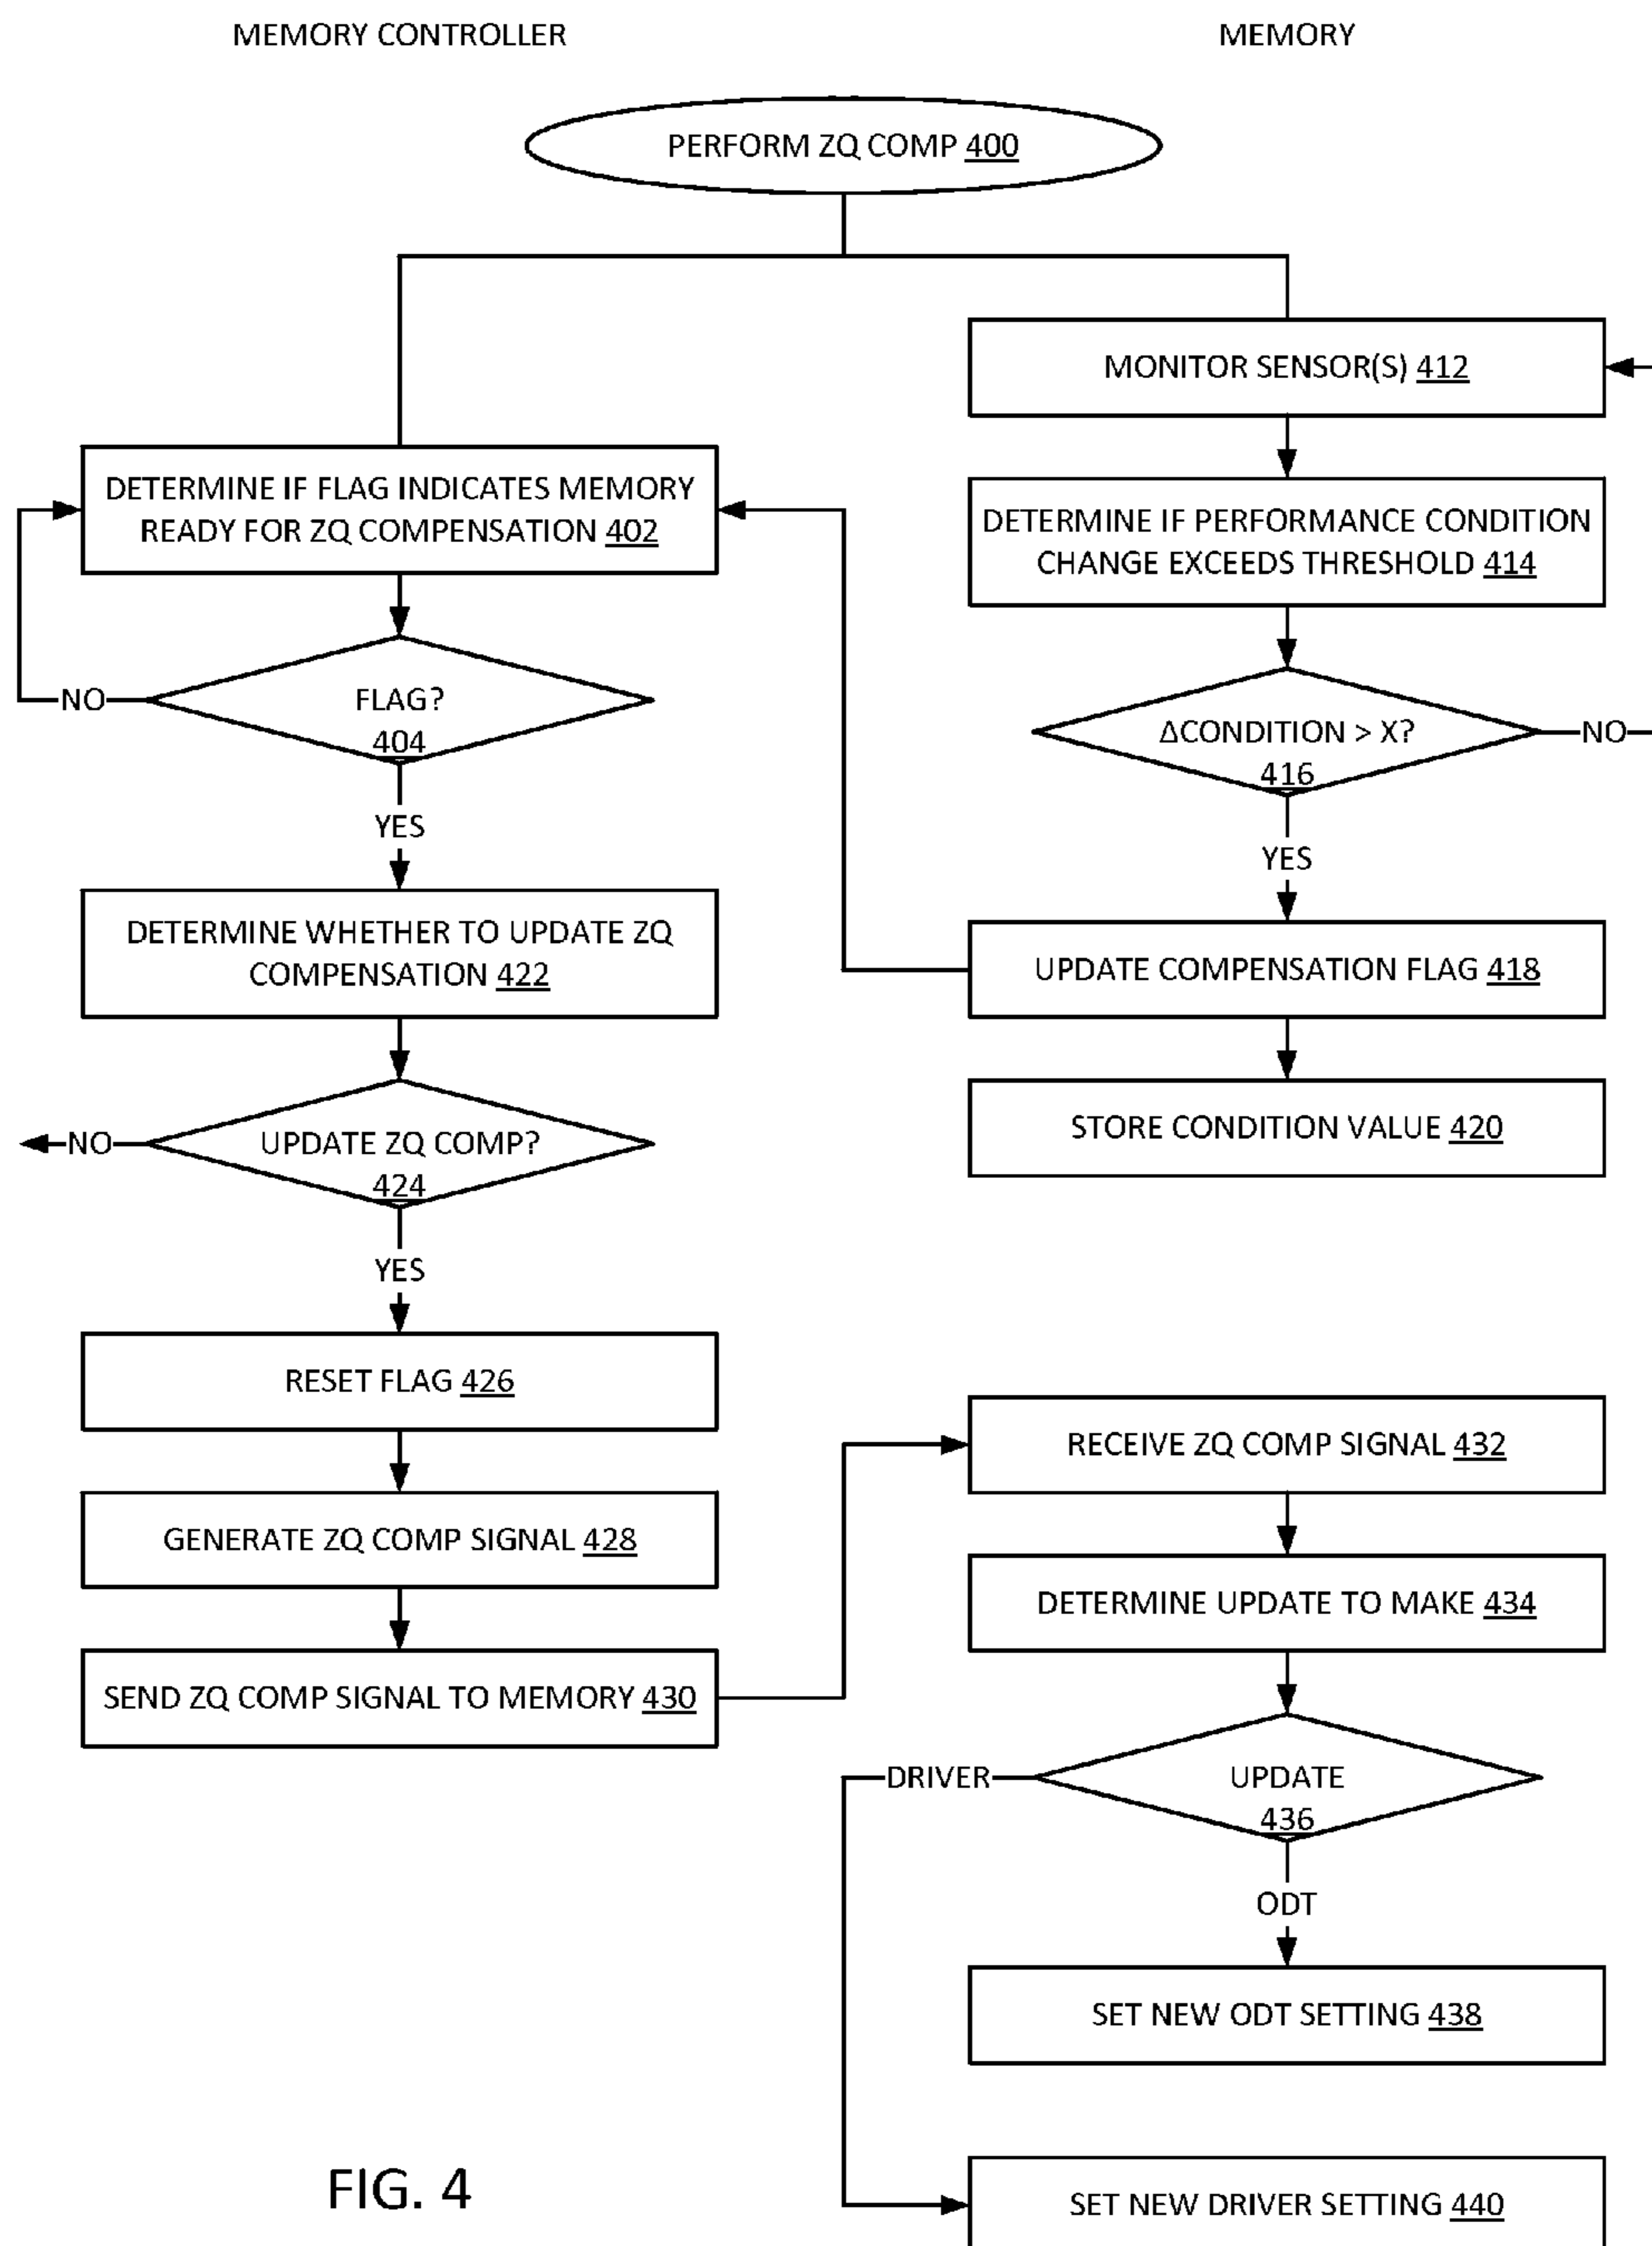 MEMORY CONTROLLER
MEMORY
PERFORM ZQ COMP 400
MONITOR SENSOR(S) 412
DETERMINE IF FLAG INDICATES MEMORY
READY FOR ZQ COMPENSATION 402
DETERMINE IF PERFORMANCE CONDITION
CHANGE EXCEEDS THRESHOLD 414
NO
FLAG?
404
ΔCONDITION > X?
416
NO
YES
YES
DETERMINE WHETHER TO UPDATE ZQ
COMPENSATION 422
UPDATE COMPENSATION FLAG 418
STORE CONDITION VALUE 420
NO
UPDATE ZQ COMP?
424
YES
RESET FLAG 426
RECEIVE ZQ COMP SIGNAL 432
GENERATE ZQ COMP SIGNAL 428
DETERMINE UPDATE TO MAKE 434
SEND ZQ COMP SIGNAL TO MEMORY 430
DRIVER
UPDATE
436
ODT
SET NEW ODT SETTING 438
FIG. 4
SET NEW DRIVER SETTING 440